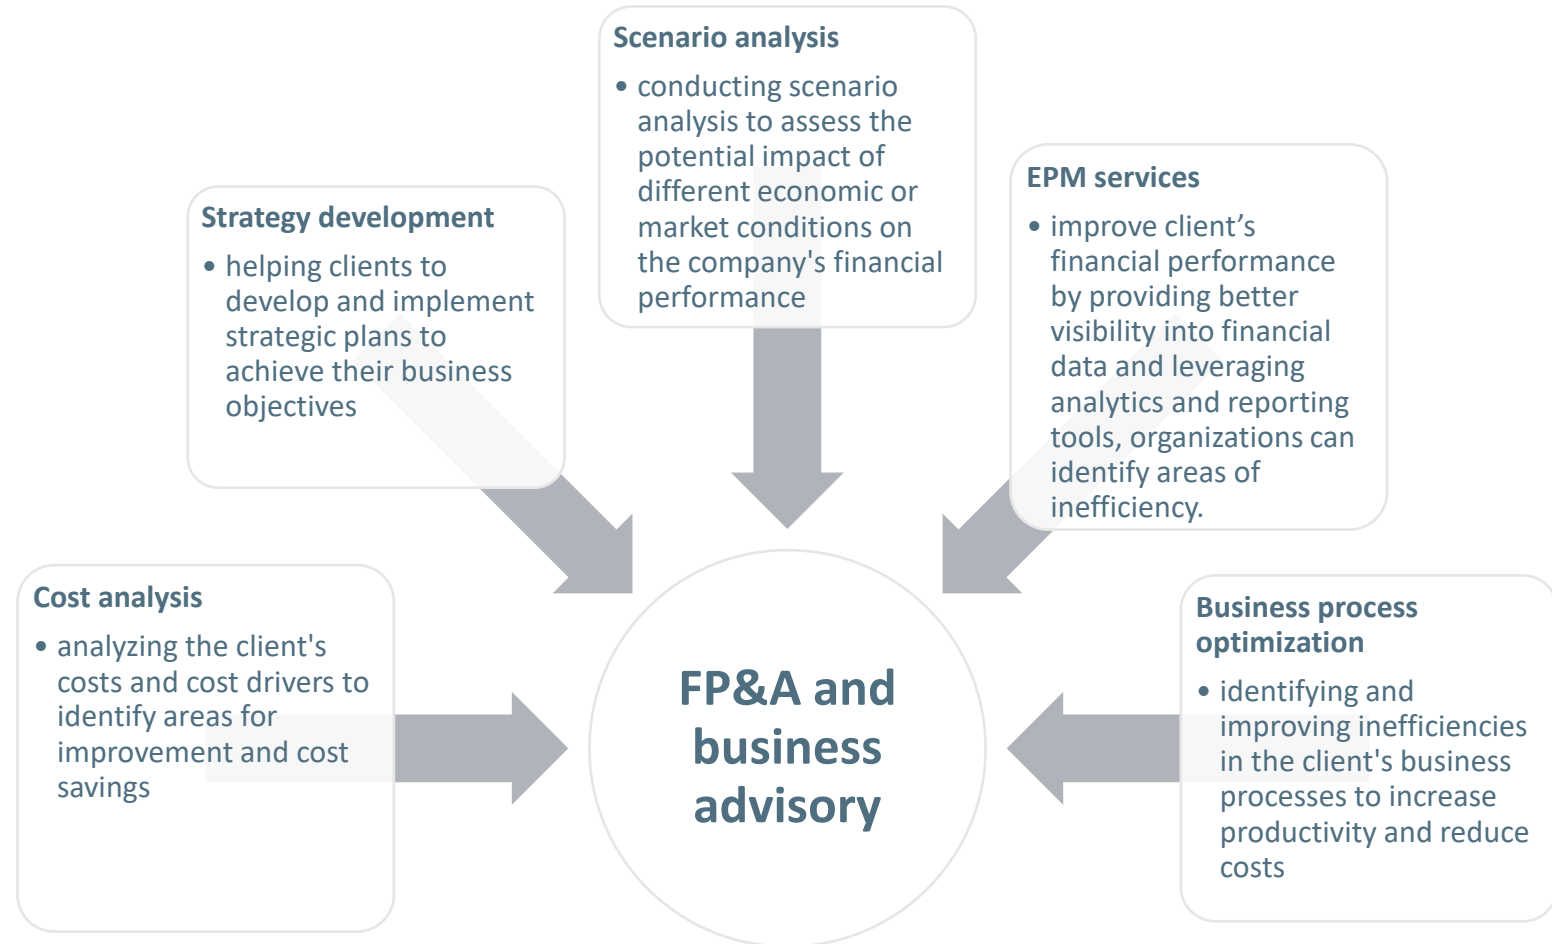 Scenario analysis
• conducting scenario
analysis to assess the
potential impact of
different economic or
market conditions on
the company's financial
performance
EPM services
• improve client’s
financial performance
by providing better
visibility into financial
data and leveraging
analytics and reporting
tools, organizations can
identify areas of
inefficiency.
Strategy development
• helping clients to
develop and implement
strategic plans to
achieve their business
objectives
Cost analysis
• analyzing the client's
costs and cost drivers to
identify areas for
improvement and cost
savings
FP&A and
business
advisory
Business process
optimization
• identifying and
improving inefficiencies
in the client's business
processes to increase
productivity and reduce
costs